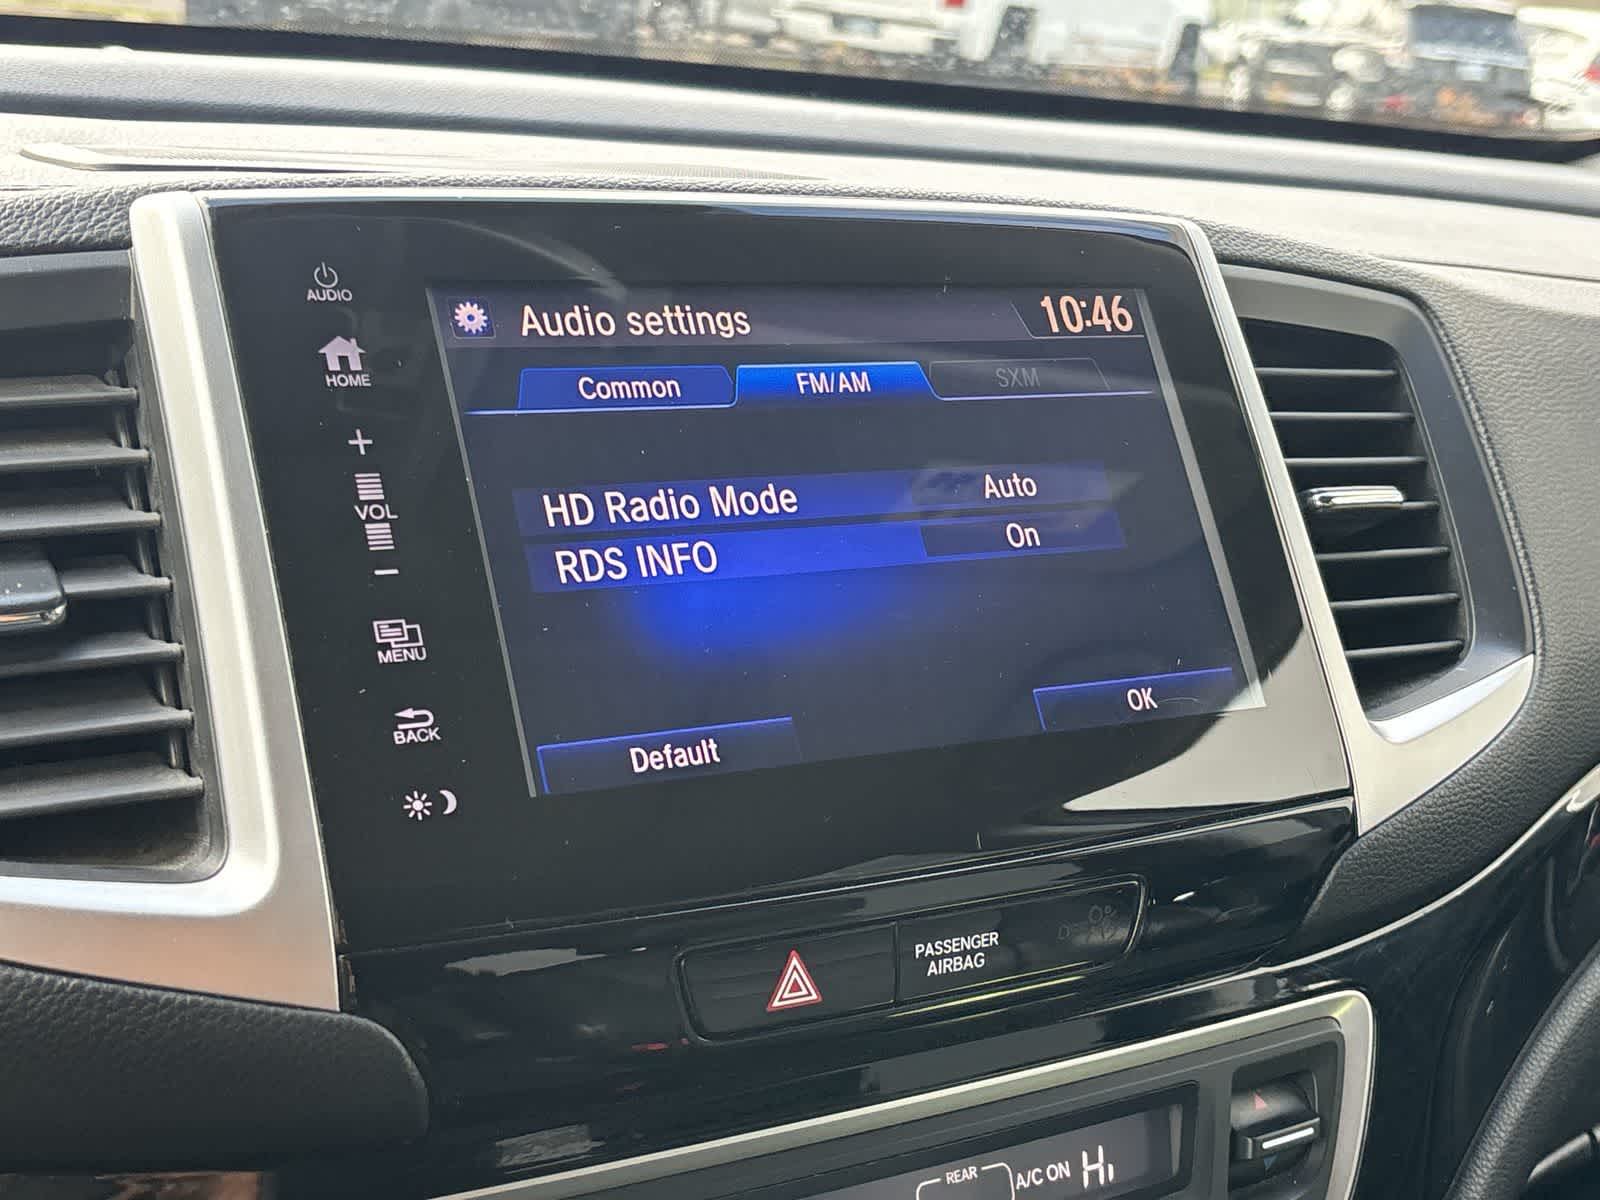 AUDIO
HOME
+
VOL
−
MENU
BACK
Audio settings
10:46
Common
FM/AM
SXM
HD Radio Mode Auto
RDS INFO On
Default
OK
PASSENGER
AIRBAG
REAR
A/C ON
Hi